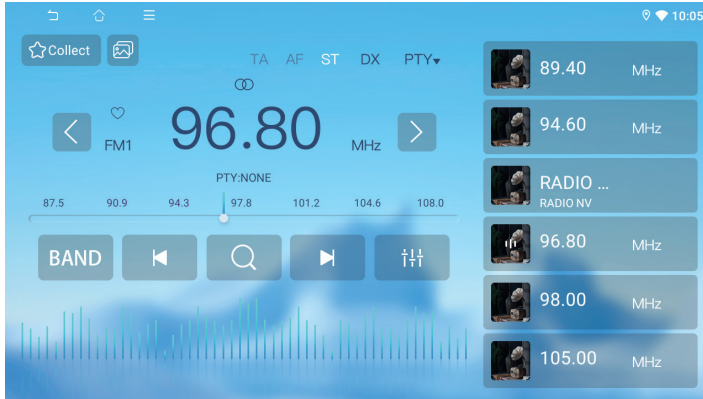 10:05
Collect
TA AF ST DX PTY
FM1
96.80
MHz
PTY:NONE
87.5 90.9 94.3 97.8 101.2 104.6 108.0
BAND
89.40 MHz
94.60 MHz
RADIO ...
RADIO NV
96.80 MHz
98.00 MHz
105.00 MHz